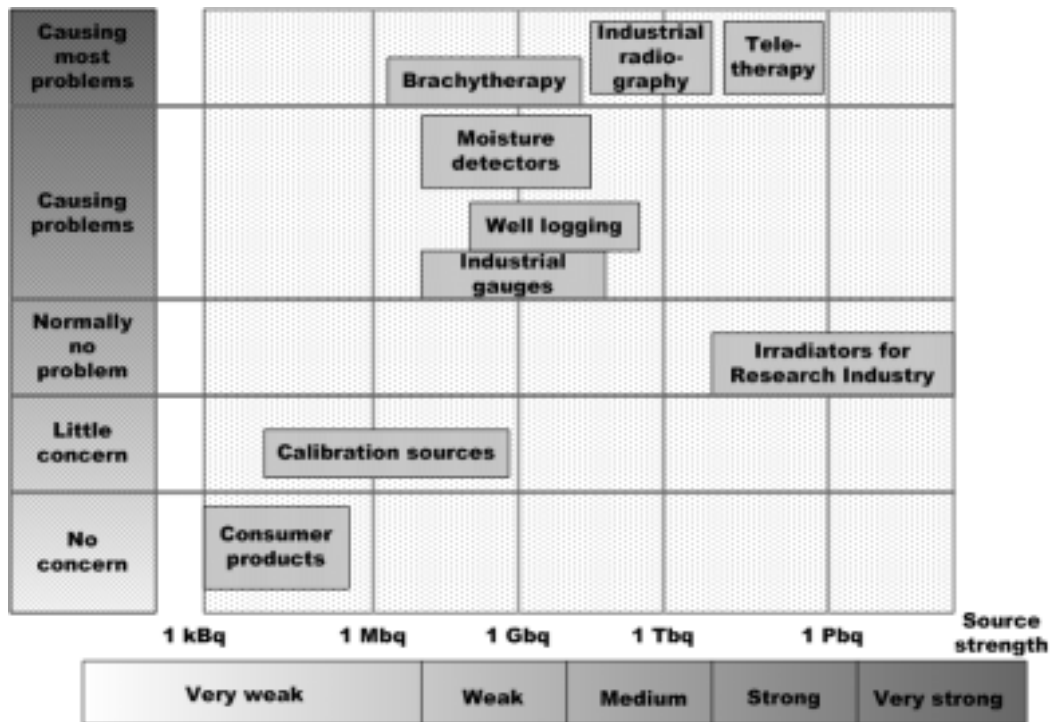 Causing
most
problems
Brachytherapy
Industrial
radio-
graphy
Tele-
therapy
Causing
problems
Moisture
detectors
Well logging
Industrial
gauges
Normally
no
problem
Irradiators for
Research Industry
Little
concern
Calibration sources
No
concern
Consumer
products
1 kBq
1 Mbq
1 Gbq
1 Tbq
1 Pbq
Source
strength
Very weak
Weak
Medium
Strong
Very strong